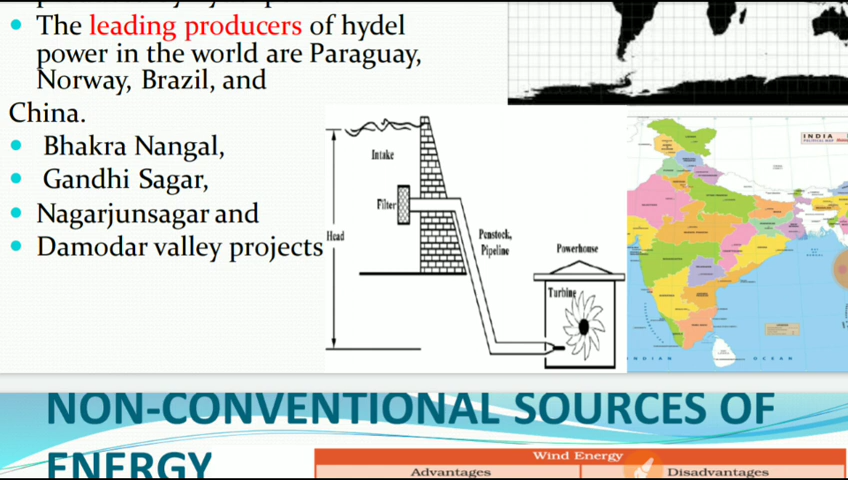 The leading producers of hydel
power in the world are Paraguay,
Norway, Brazil, and
China.
Bhakra Nangal,
Gandhi Sagar,
Nagarjunsagar and
Damodar valley projects
Intake
Filter
Head
Penstock,
Pipeline
Powerhouse
Turbine
INDIA
INDIAN OCEAN
NON-CONVENTIONAL SOURCES OF
ENERGY
Wind Energy
Advantages
Disadvantages